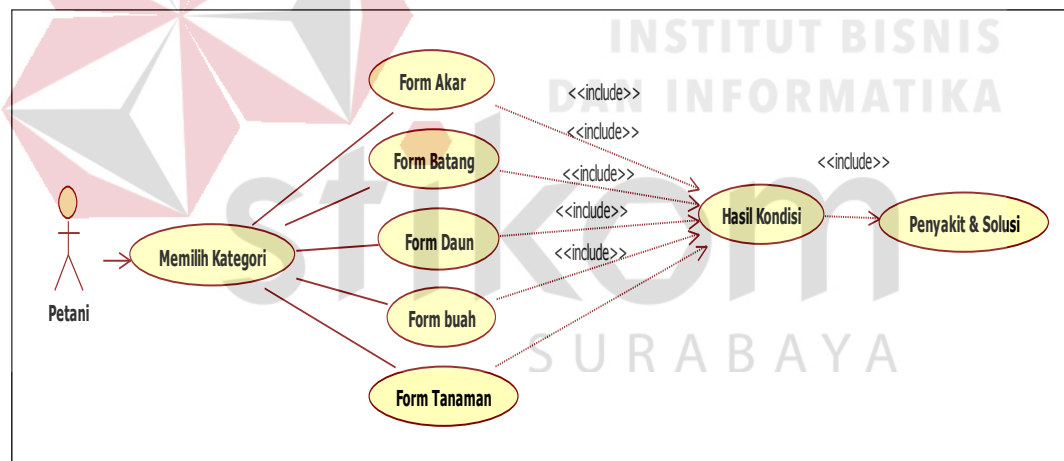 INSTITUT BISNIS
DAN INFORMATIKA
stikom
SURABAYA
Petani
Memilih Kategori
Form Akar
Form Batang
Form Daun
Form buah
Form Tanaman
<<include>>
<<include>>
<<include>>
<<include>>
<<include>>
Hasil Kondisi
<<include>>
Penyakit & Solusi